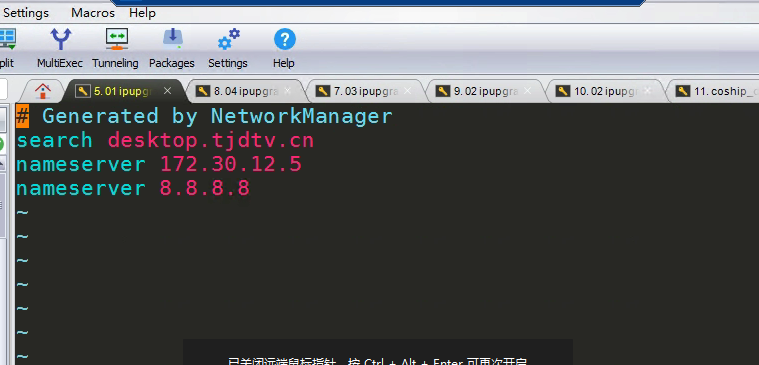 Settings Macros Help
plit MultiExec Tunneling Packages Settings Help
5. 01 ipupgra 8. 04 ipupgra 7. 03 ipupgra 9. 02 ipupgra 10. 02 ipupg 11. coship_c
# Generated by NetworkManager
search desktop.tjdtv.cn
nameserver 172.30.12.5
nameserver 8.8.8.8
~
~
~
~
~
~
~
已关闭远端鼠标指针，按 Ctrl + Alt + Enter 可再次开启